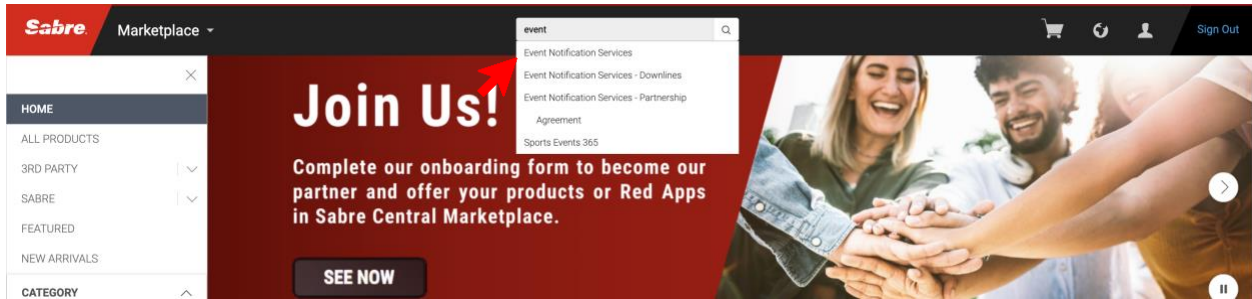 Sabre
Marketplace
event
Sign Out
Event Notification Services
Event Notification Services - Downlines
Event Notification Services - Partnership
Agreement
Sports Events 365
HOME
ALL PRODUCTS
3RD PARTY
SABRE
FEATURED
NEW ARRIVALS
CATEGORY
Join Us!
Complete our onboarding form to become our
partner and offer your products or Red Apps
in Sabre Central Marketplace.
SEE NOW